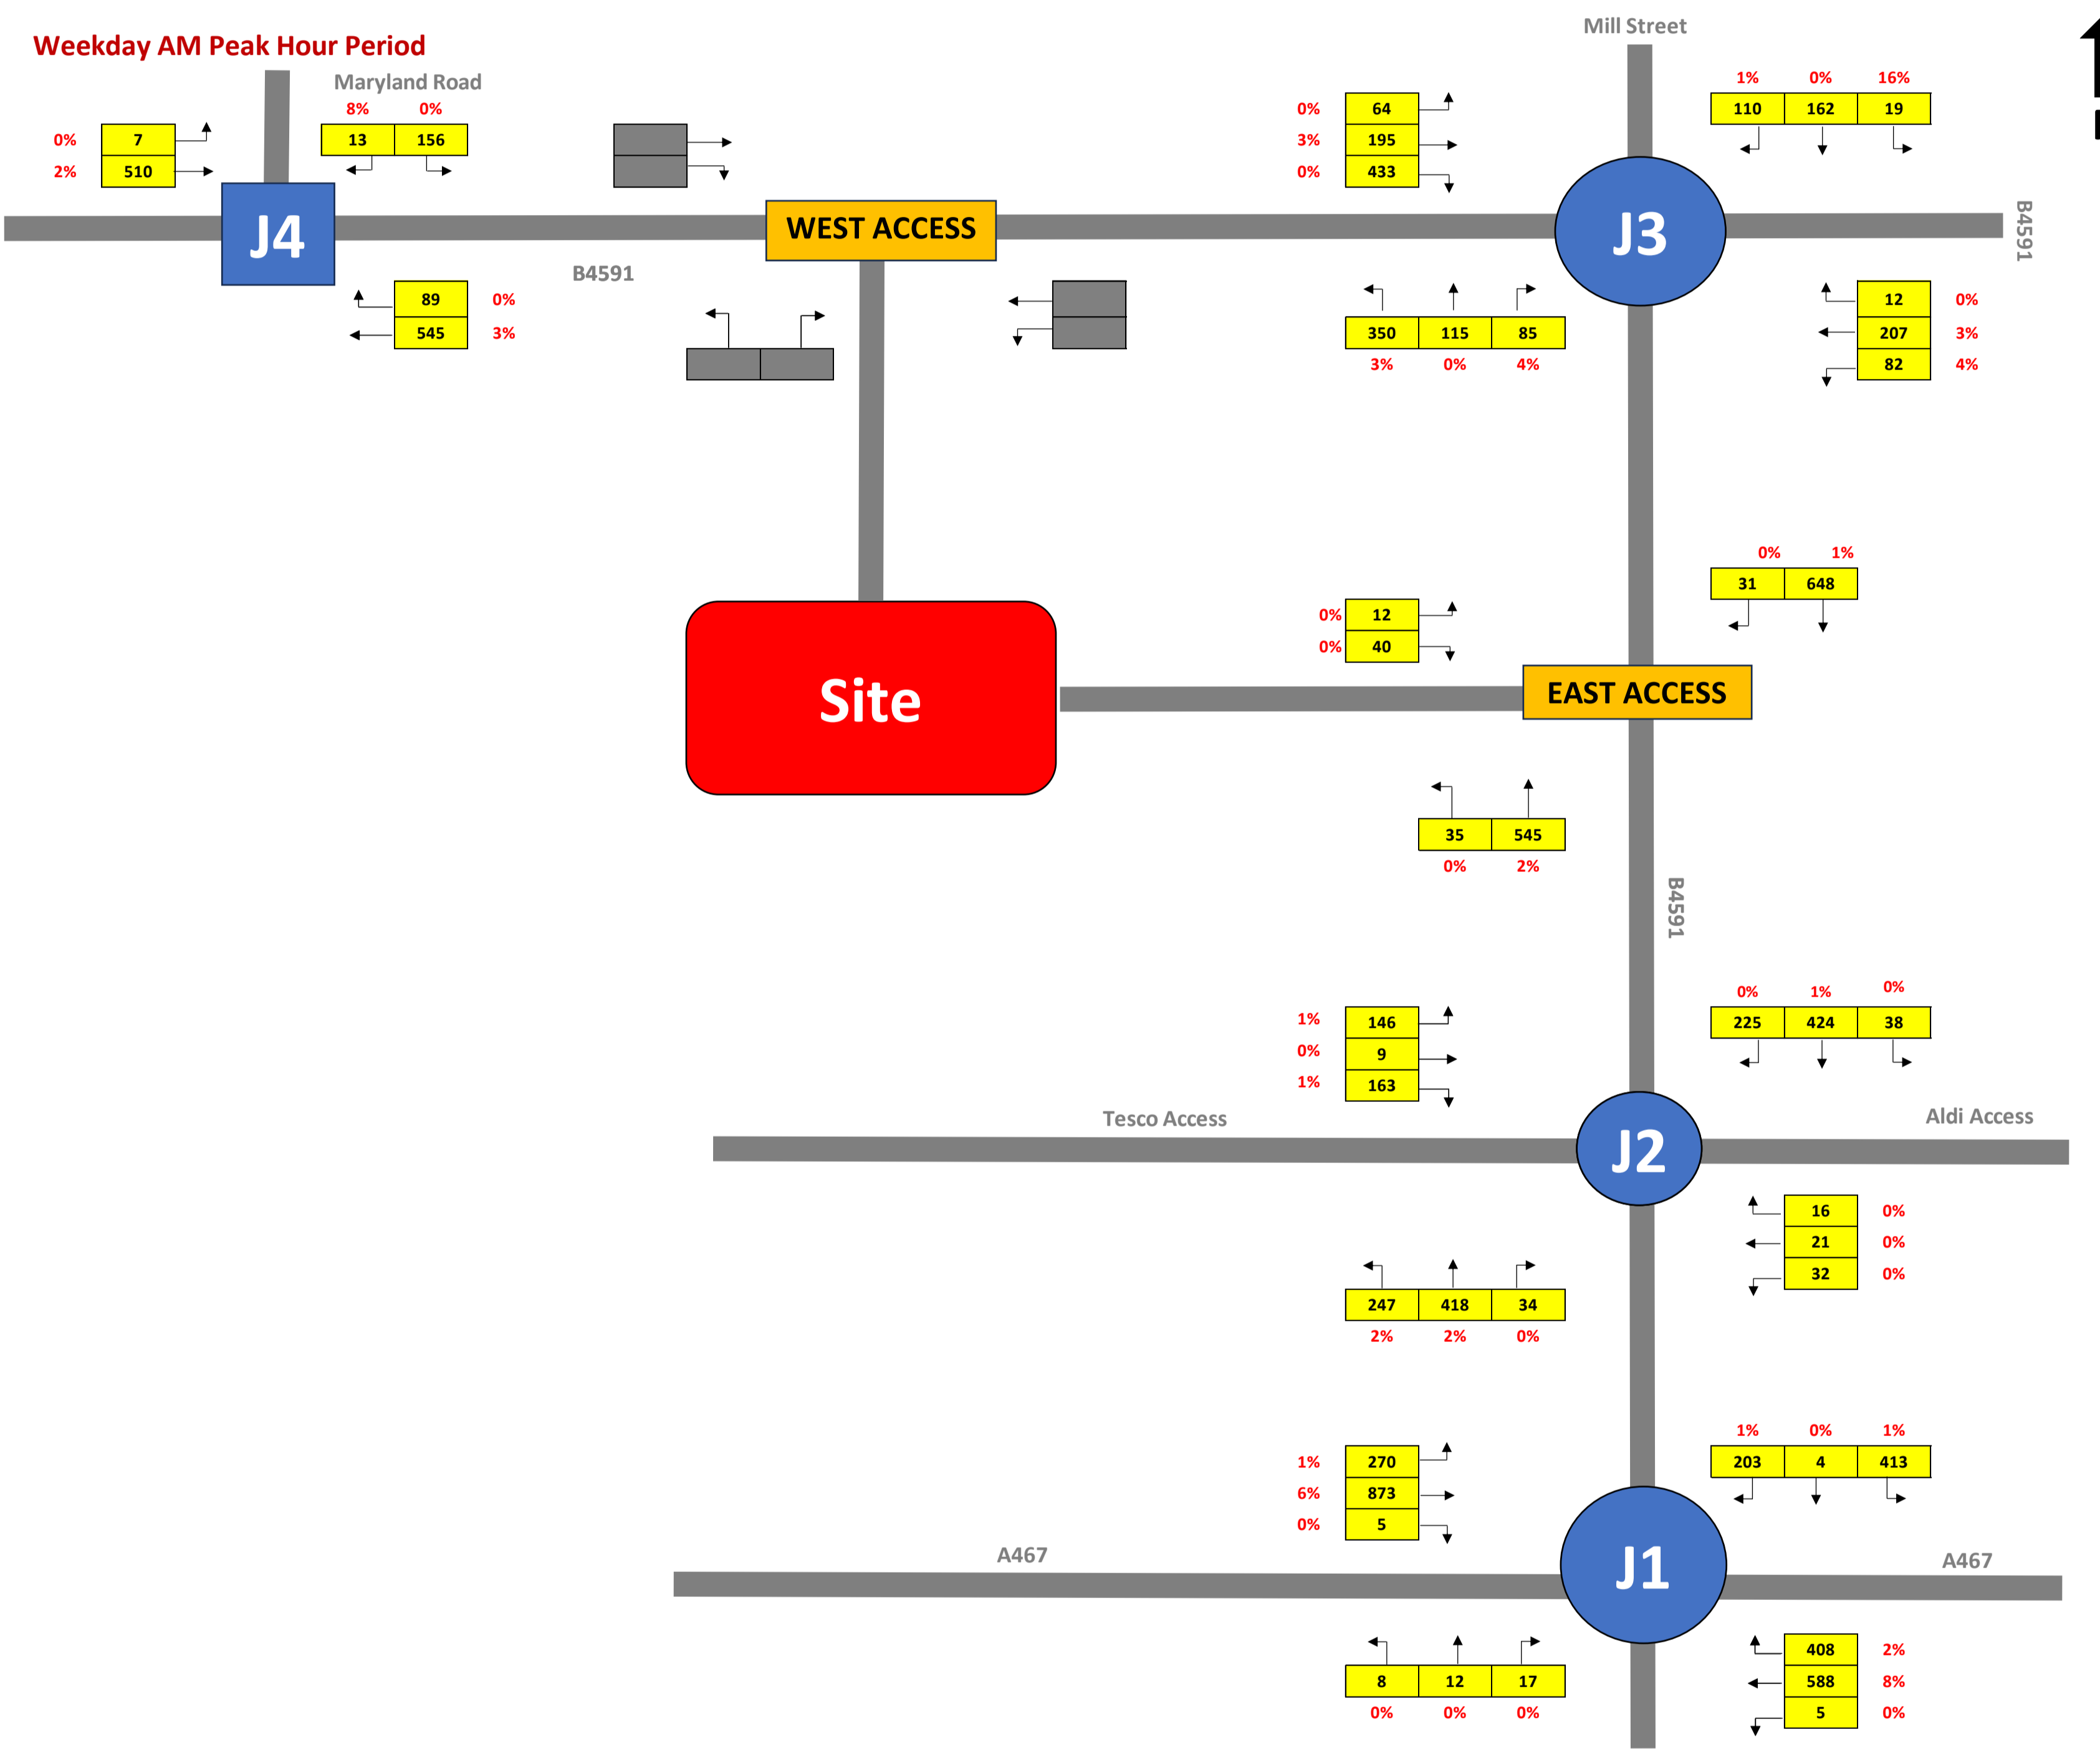 Mill Street
Weekday AM Peak Hour Period
Maryland Road
8% 0%
0% 7
13 156
2% 510
0% 64
3% 195
0% 433
1% 0% 16%
110 162 19
J4
WEST ACCESS
J3
B4591
B4591
89 0%
545 3%
350 115 85
3% 0% 4%
12 0%
207 3%
82 4%
0% 1%
31 648
0% 12
0% 40
Site
EAST ACCESS
35 545
0% 2%
B4591
1% 146
0% 9
1% 163
0% 1% 0%
225 424 38
Tesco Access
Aldi Access
J2
16 0%
21 0%
32 0%
247 418 34
2% 2% 0%
1% 270
6% 873
0% 5
1% 0% 1%
203 4 413
A467
A467
J1
8 12 17
0% 0% 0%
408 2%
588 8%
5 0%